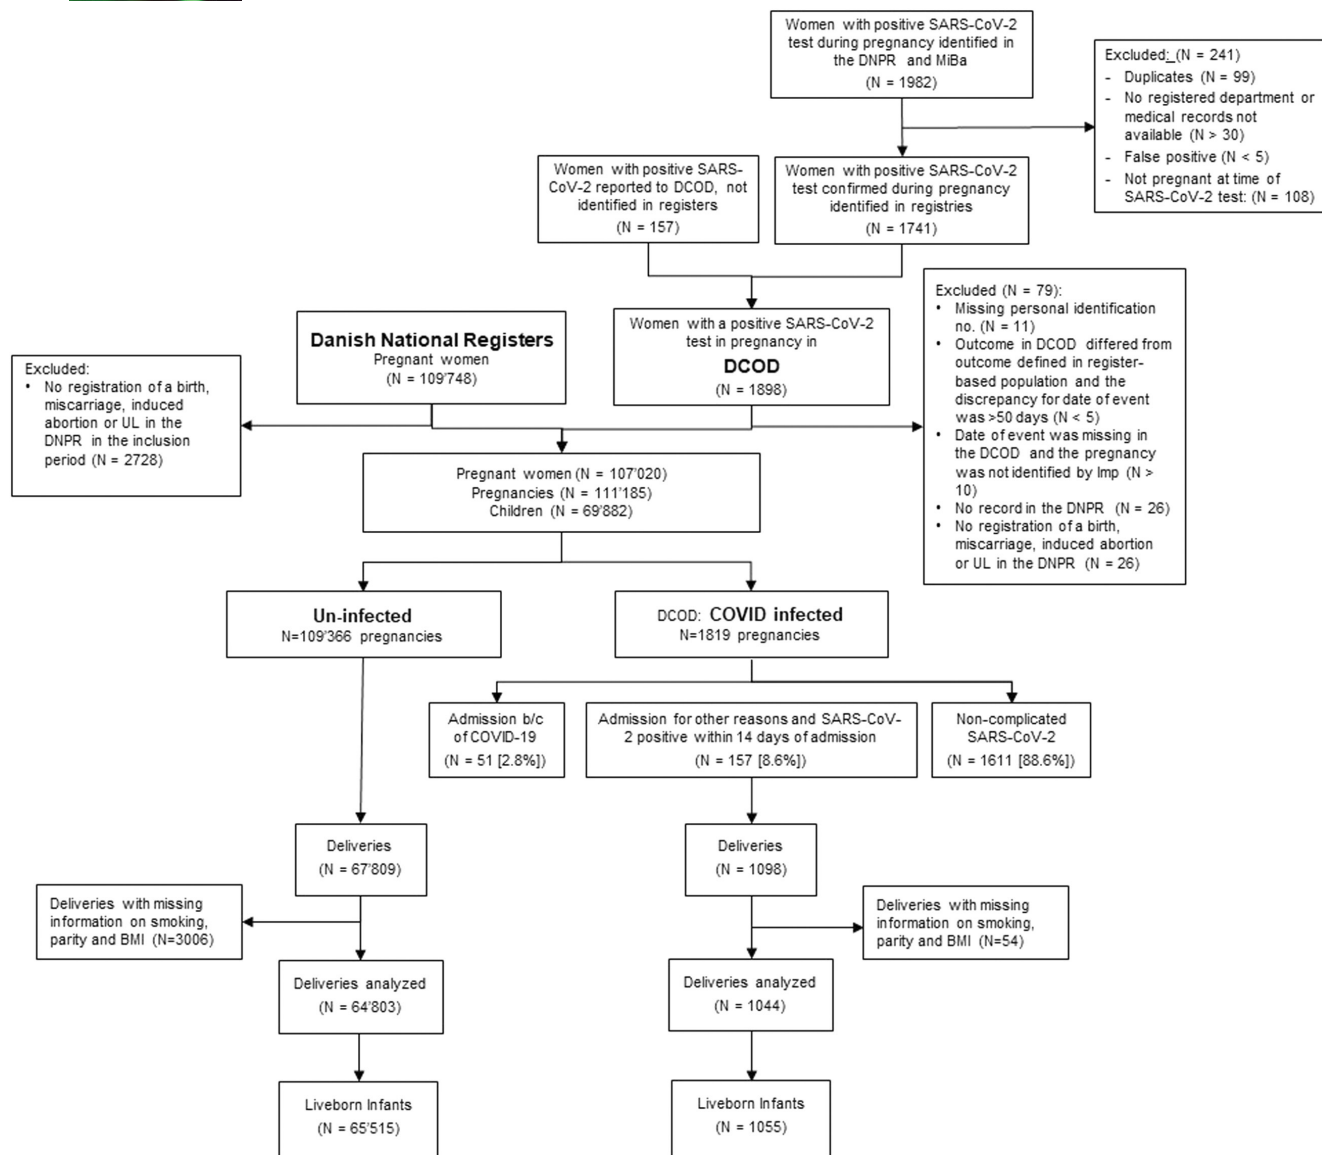 Women with positive SARS-CoV-2
test during pregnancy identified in
the DNPR and MiBa
(N = 1982)
Excluded: (N = 241)
- Duplicates (N = 99)
- No registered department or
medical records not
available (N > 30)
- False positive (N < 5)
- Not pregnant at time of
SARS-CoV-2 test: (N = 108)
Women with positive SARS-
CoV-2 reported to DCOD, not
identified in registers
(N = 157)
Women with positive SARS-CoV-2
test confirmed during pregnancy
identified in registries
(N = 1741)
Danish National Registers
Pregnant women
(N = 109'748)
Women with a positive SARS-CoV-2
test in pregnancy in
DCOD
(N = 1898)
Excluded (N = 79):
• Missing personal identification
no. (N = 11)
• Outcome in DCOD differed from
outcome defined in register-
based population and the
discrepancy for date of event
was >50 days (N < 5)
• Date of event was missing in
the DCOD and the pregnancy
was not identified by Imp (N >
10)
• No record in the DNPR (N = 26)
• No registration of a birth,
miscarriage, induced abortion
or UL in the DNPR (N = 26)
Excluded:
• No registration of a birth,
miscarriage, induced
abortion or UL in the
DNPR in the inclusion
period (N = 2728)
Pregnant women (N = 107'020)
Pregnancies (N = 111'185)
Children (N = 69'882)
Un-infected
N=109'366 pregnancies
DCOD: COVID infected
N=1819 pregnancies
Admission b/c
of COVID-19
(N = 51 [2.8%])
Admission for other reasons and SARS-CoV-
2 positive within 14 days of admission
(N = 157 [8.6%])
Non-complicated
SARS-CoV-2
(N = 1611 [88.6%])
Deliveries
(N = 67'809)
Deliveries
(N = 1098)
Deliveries with missing
information on smoking,
parity and BMI (N=3006)
Deliveries with missing
information on smoking,
parity and BMI (N=54)
Deliveries analyzed
(N = 64'803)
Deliveries analyzed
(N = 1044)
Liveborn Infants
(N = 65'515)
Liveborn Infants
(N = 1055)